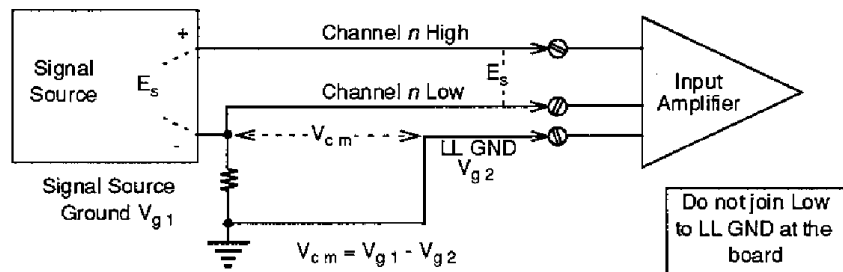 Signal
Source
+
E s
-
Channel n High
E s
Channel n Low
V c m
LL GND
V g 2
Input
Amplifier
Signal Source
Ground V g 1
V c m = V g 1 - V g 2
Do not join Low
to LL GND at the
board